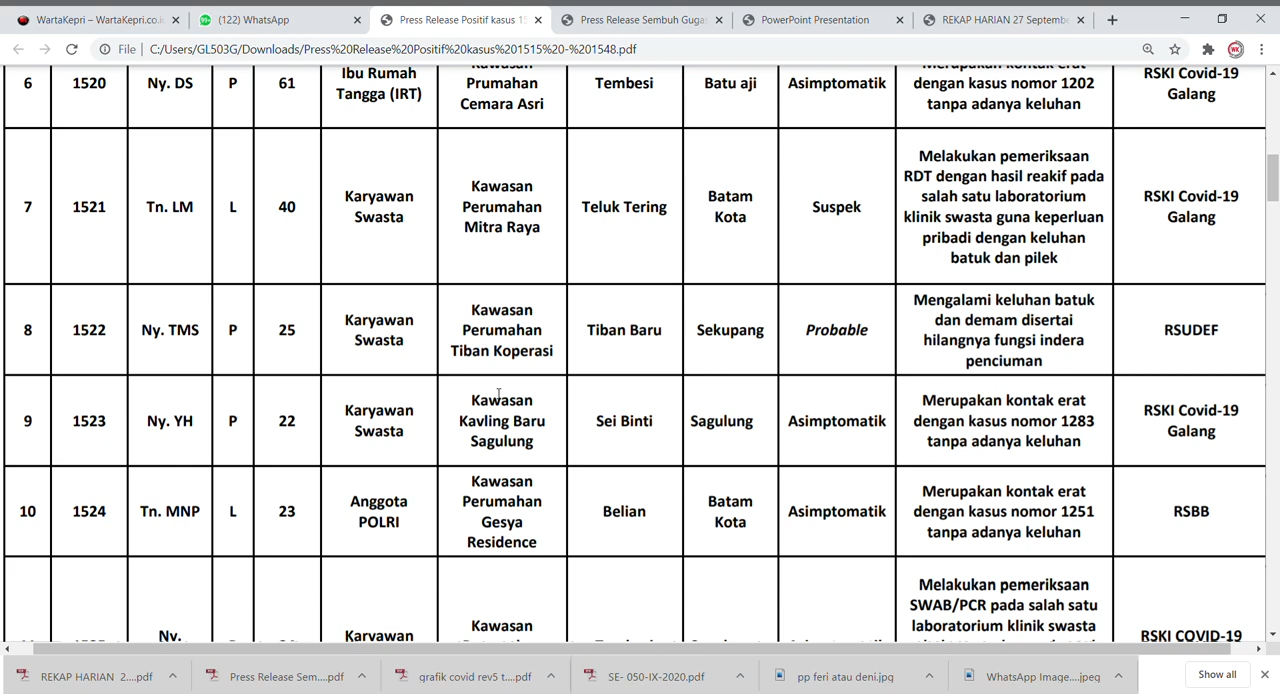 WartaKepri – WartaKepri.co.i
(122) WhatsApp
Press Release Positif kasus 15
Press Release Sembuh Gugas
PowerPoint Presentation
REKAP HARIAN 27 Septemb
File
C:/Users/GL503G/Downloads/Press%20Release%20Positif%20kasus%201515%20-%201548.pdf
6
1520
Ny. DS
P
61
Ibu Rumah
Tangga (IRT)
Kawasan
Prumahan
Cemara Asri
Tembesi
Batu aji
Asimptomatik
Merupakan kontak erat
dengan kasus nomor 1202
tanpa adanya keluhan
RSKI Covid-19
Galang
7
1521
Tn. LM
L
40
Karyawan
Swasta
Kawasan
Perumahan
Mitra Raya
Teluk Tering
Batam
Kota
Suspek
Melakukan pemeriksaan
RDT dengan hasil reakif pada
salah satu laboratorium
klinik swasta guna keperluan
pribadi dengan keluhan
batuk dan pilek
RSKI Covid-19
Galang
8
1522
Ny. TMS
P
25
Karyawan
Swasta
Kawasan
Perumahan
Tiban Koperasi
Tiban Baru
Sekupang
Probable
Mengalami keluhan batuk
dan demam disertai
hilangnya fungsi indera
penciuman
RSUDEF
9
1523
Ny. YH
P
22
Karyawan
Swasta
Kawasan
Kavling Baru
Sagulung
Sei Binti
Sagulung
Asimptomatik
Merupakan kontak erat
dengan kasus nomor 1283
tanpa adanya keluhan
RSKI Covid-19
Galang
10
1524
Tn. MNP
L
23
Anggota
POLRI
Kawasan
Perumahan
Gesya
Residence
Belian
Batam
Kota
Asimptomatik
Merupakan kontak erat
dengan kasus nomor 1251
tanpa adanya keluhan
RSBB
Ny.
Karyawan
Kawasan
Melakukan pemeriksaan
SWAB/PCR pada salah satu
laboratorium klinik swasta
RSKI COVID-19
REKAP HARIAN 2....pdf
Press Release Sem....pdf
grafik covid rev5 t....pdf
SE- 050-IX-2020.pdf
pp feri atau deni.jpg
WhatsApp Image....jpeg
Show all